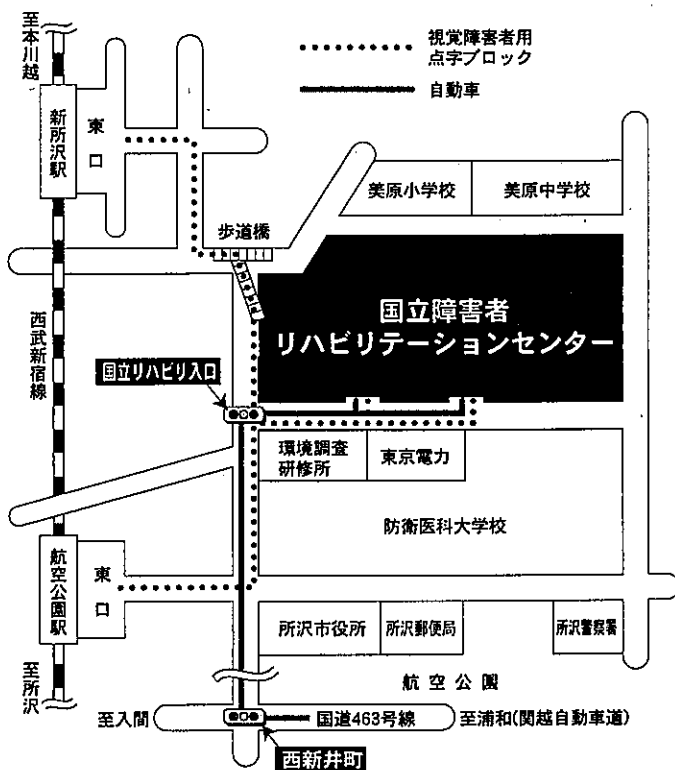 至本川越
視覚障害者用
点字ブロック
自動車
新所沢駅
東口
美原小学校
美原中学校
歩道橋
国立障害者
リハビリテーションセンター
西武新宿線
国立リハビリ入口
環境調査
研修所
東京電力
防衛医科大学校
航空公園駅
東口
所沢市役所
所沢郵便局
所沢警察署
至所沢
航空公園
至入間
国道463号線
至浦和(関越自動車道)
西新井町